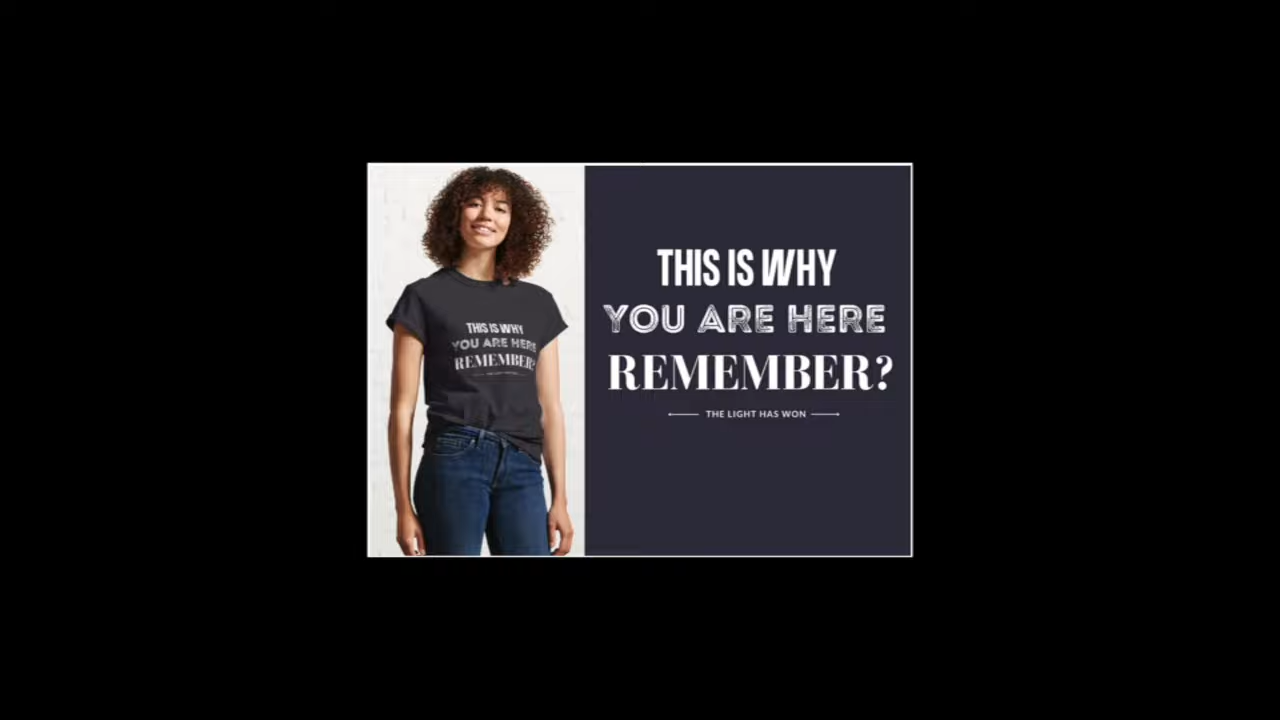 THIS IS WHY
YOU ARE HERE
REMEMBER?
THIS IS WHY
YOU ARE HERE
REMEMBER?
THE LIGHT HAS WON